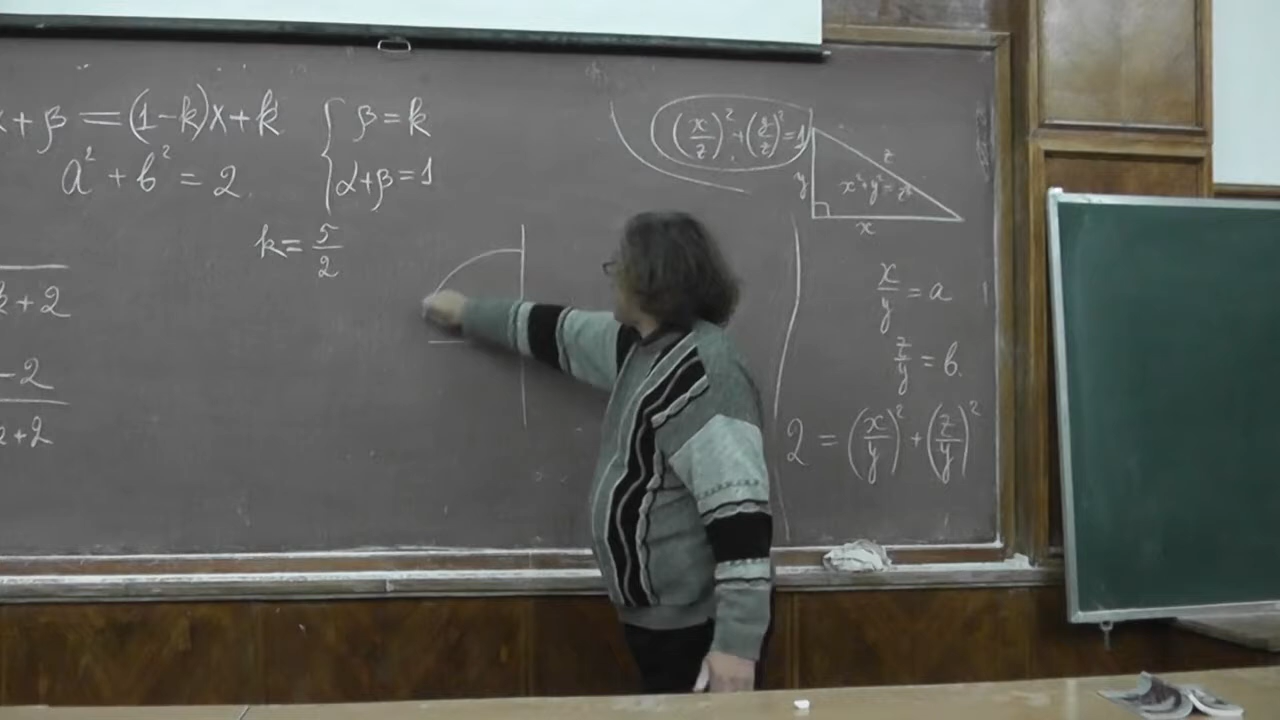 x + β = (1-k)x + k
a² + b² = 2
{ β = k
α + β = 1
k = 5/2
+ 2
- 2
+ 2
(x/z)² + (y/z)² = 1
y
z
x² + y² = z²
x
x/y = a
z/y = b.
2 = (x/y)² + (z/y)²